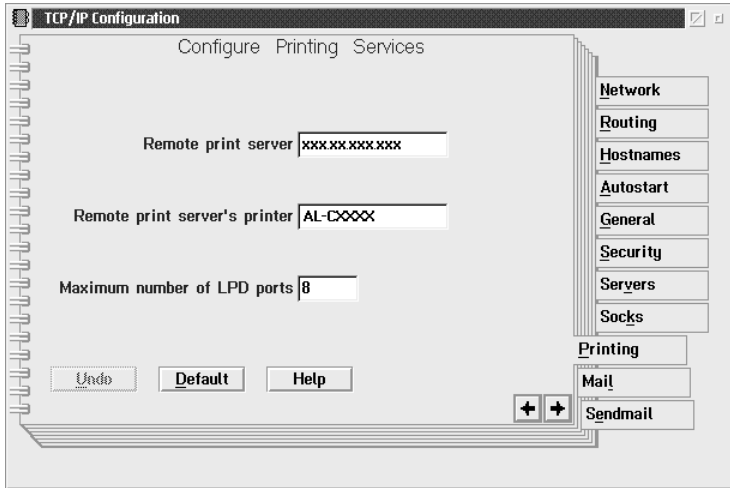 TCP/IP Configuration
Configure Printing Services
Remote print server xxx.xx.xxx.xxx
Remote print server's printer AL-CXXXX
Maximum number of LPD ports 8
Undo Default Help
Network
Routing
Hostnames
Autostart
General
Security
Servers
Socks
Printing
Mail
Sendmail